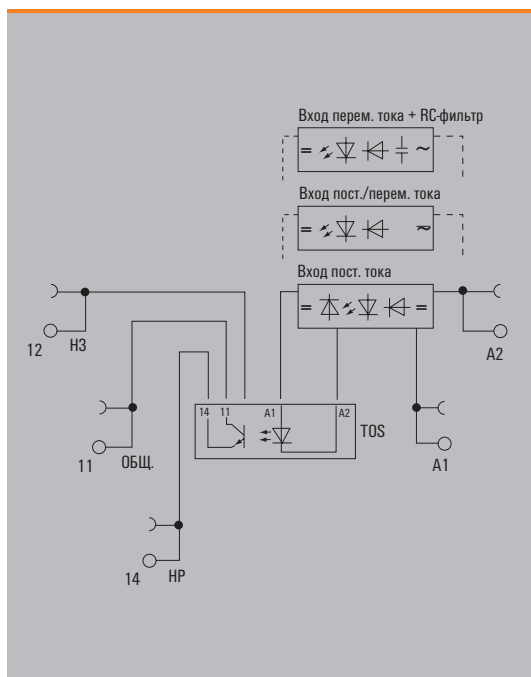 Вход перем. тока + RC-фильтр
= ~
Вход пост./перем. тока
=
Вход пост. тока
= =
12 НЗ
A2
14 11 A1 A2
TOS
11 ОБЩ.
A1
14 НР